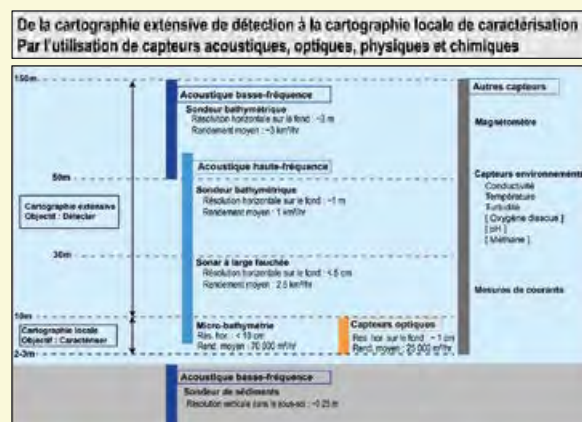 De la cartographie extensive de détection à la cartographie locale de caractérisation
Par l'utilisation de capteurs acoustiques, optiques, physiques et chimiques
150m
Acoustique basse-fréquence
Sondeur bathymétrique
Résolution horizontale sur le fond : ~3 m
Rendement moyen : ~3 km²/hr
Autres capteurs
Magnétomètre
Acoustique haute-fréquence
50m
Sondeur bathymétrique
Résolution horizontale sur le fond : ~1 m
Rendement moyen : 1 km²/hr
Capteurs environnement
Conductivité
Température
Turbidité
[ Oxygène dissous ]
[ pH ]
[ Méthane ]
Cartographie extensive
Objectif : Détecter
30m
Sonar à large fauchée
Résolution horizontale sur le fond : < 5 cm
Rendement moyen : 2.5 km²/hr
Mesures de courants
10m
Cartographie locale
Objectif : Caractériser
Micro-bathymétrie
Res. hor. : < 10 cm
Rend. moyen : 70 000 m²/hr
Capteurs optiques
Res. hor. sur le fond : ~ 1 cm
Rend. moyen : 25 000 m²/hr
2-3m
Acoustique basse-fréquence
Sondeur de sédiments
Résolution verticale dans le sous-sol : ~0.25 m